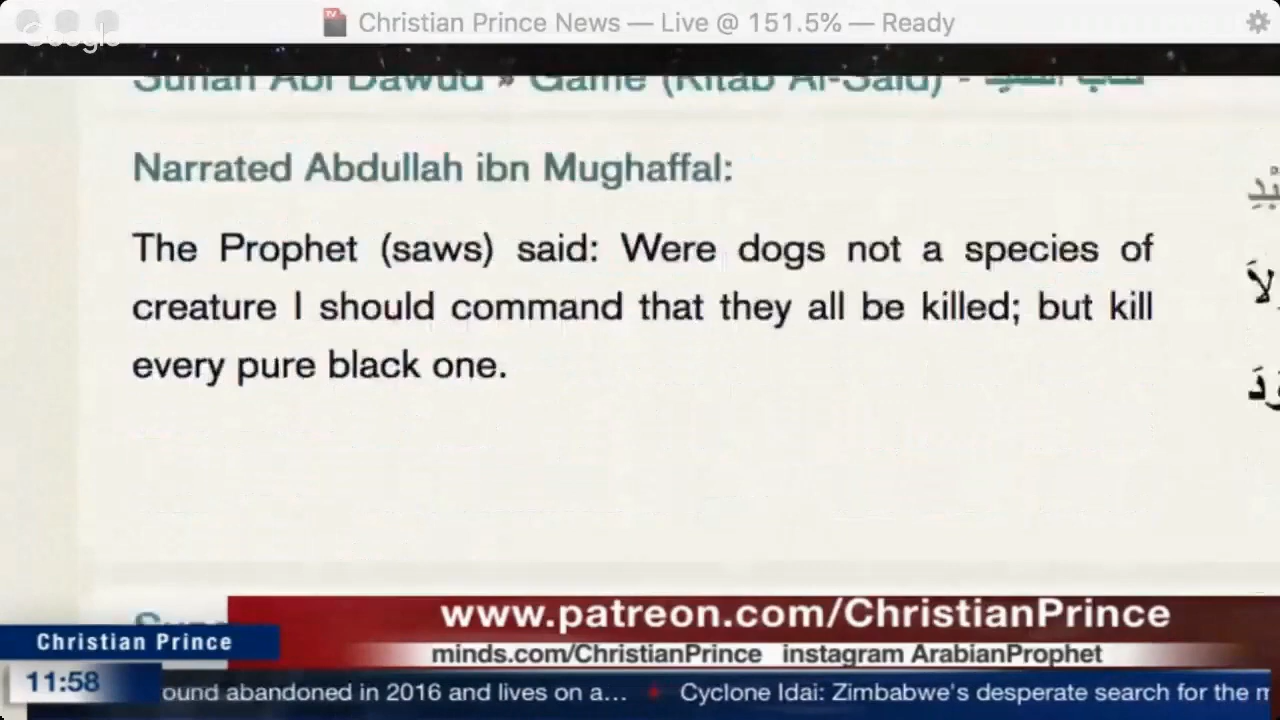 Christian Prince News — Live @ 151.5% — Ready
Google
Sunan Abi Dawud » Game (Kitab Al-Said) -
Narrated Abdullah ibn Mughaffal:
The Prophet (saws) said: Were dogs not a species of
creature I should command that they all be killed; but kill
every pure black one.
www.patreon.com/ChristianPrince
Christian Prince
minds.com/ChristianPrince instagram ArabianProphet
11:58
ound abandoned in 2016 and lives on a... Cyclone Idai: Zimbabwe's desperate search for the m